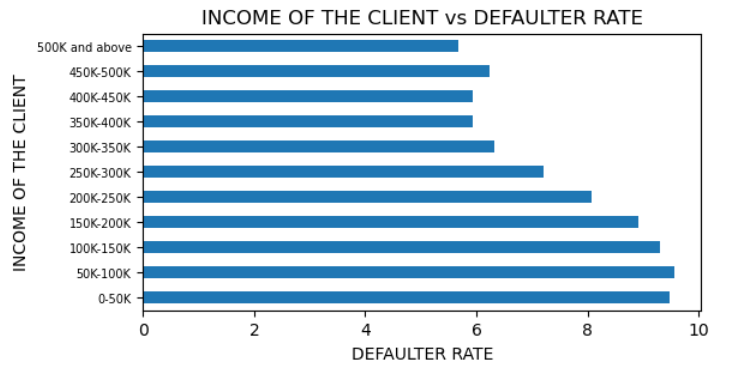 INCOME OF THE CLIENT vs DEFAULTER RATE
INCOME OF THE CLIENT
500K and above
450K-500K
400K-450K
350K-400K
300K-350K
250K-300K
200K-250K
150K-200K
100K-150K
50K-100K
0-50K
0 2 4 6 8 10
DEFAULTER RATE